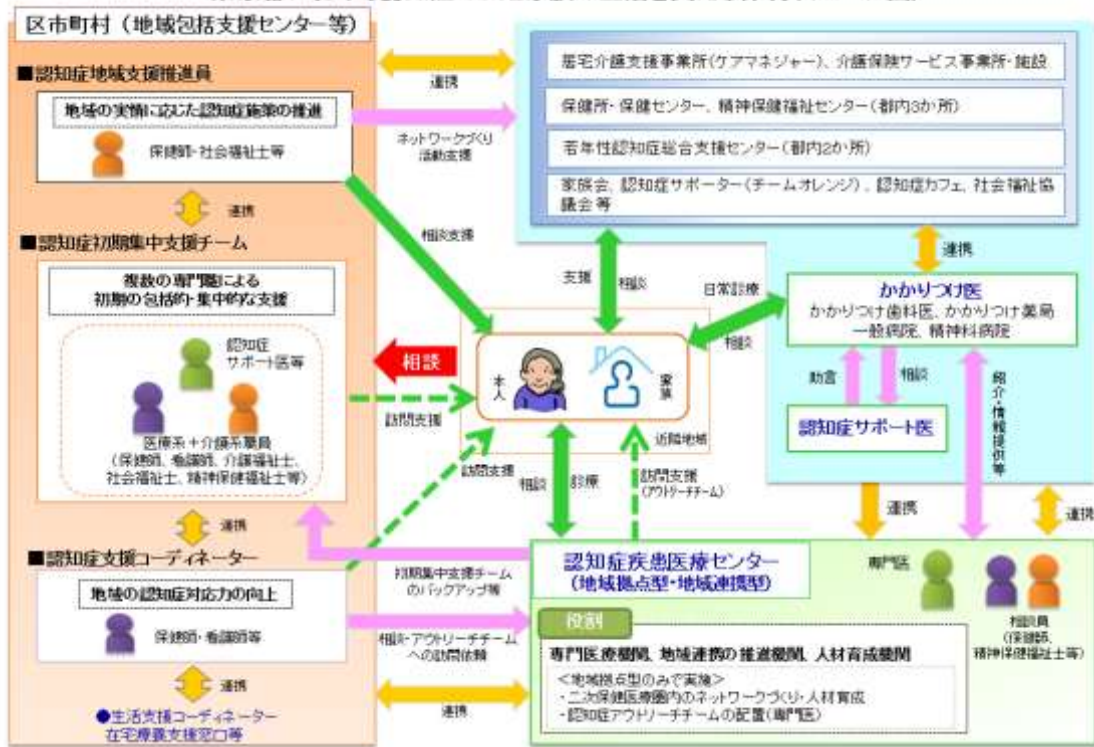 区市町村(地域包括支援センター等)
■認知症地域支援推進員
地域の実情に応じた認知症施策の推進
保健師・社会福祉士等
連携
■認知症初期集中支援チーム
複数の専門職による
初期の包括的・集中的な支援
認知症
サポート医等
医療系+介護系職員
(保健師、看護師、介護福祉士、
社会福祉士、精神保健福祉士等)
連携
■認知症支援コーディネーター
地域の認知症対応力の向上
保健師・看護師等
連携
●生活支援コーディネーター
在宅療養支援窓口等
連携
ネットワークづくり
活動支援
相談支援
居宅介護支援事業所(ケアマネジャー)、介護保険サービス事業所・施設
保健所・保健センター、精神保健福祉センター(都内3か所)
若年性認知症総合支援センター(都内2か所)
家族会、認知症サポーター(チームオレンジ)、認知症カフェ、社会福祉協
議会等
支援
相談
日常診療
相談
連携
かかりつけ医
かかりつけ歯科医、かかりつけ薬局
一般病院、精神科病院
助言
相談
紹介・情報提供等
認知症サポート医
相談
本人
家族
近隣地域
訪問支援
訪問支援
相談
診療
訪問支援
(アウトリーチチーム)
連携
連携
初期集中支援チーム
のバックアップ等
相談・アウトリーチチーム
への訪問依頼
連携
認知症疾患医療センター
(地域拠点型・地域連携型)
専門医
相談員
(保健師、
精神保健福祉士等)
役割
専門医療機関、地域連携の推進機関、人材育成機関
<地域拠点型のみで実施>
・二次保健医療圏内のネットワークづくり・人材育成
・認知症アウトリーチチームの配置(専門医)